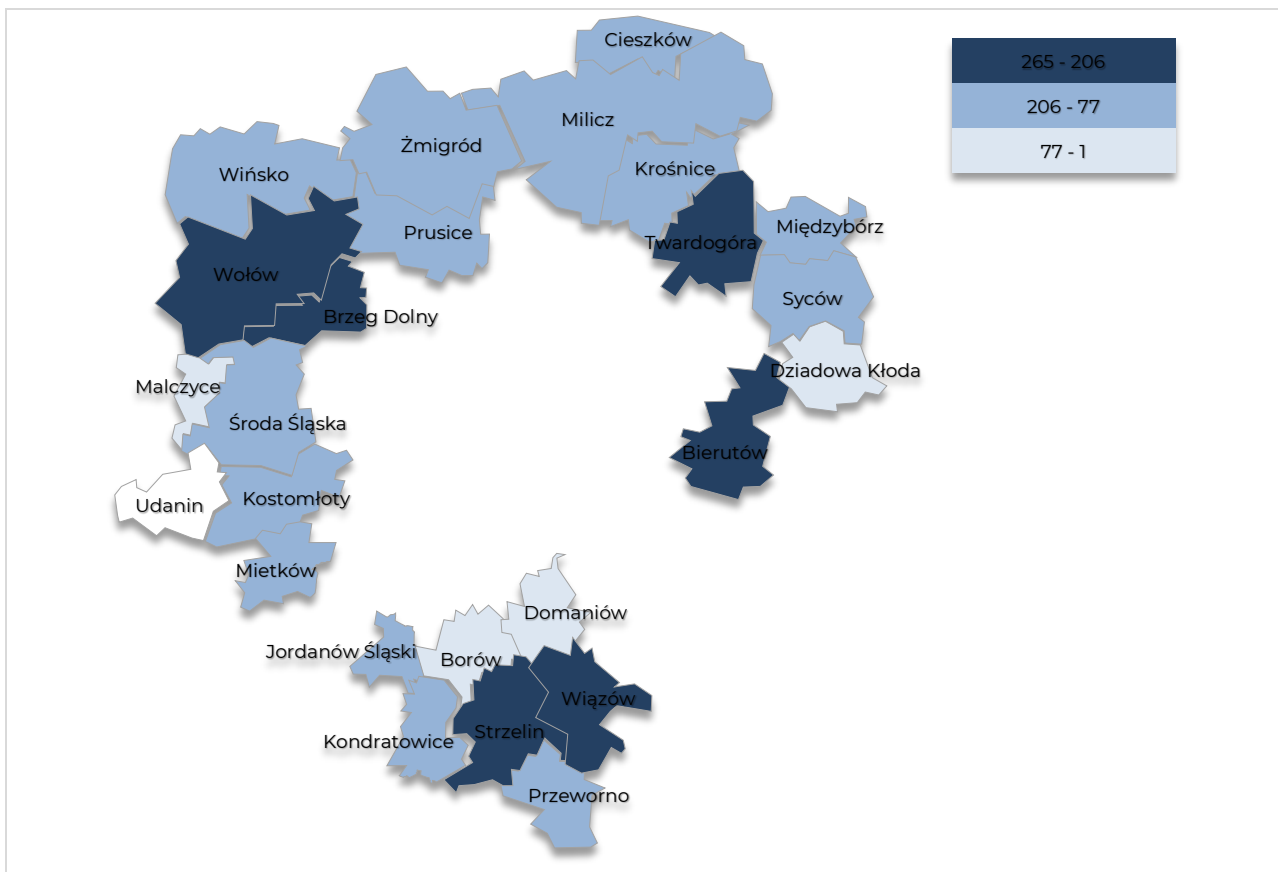 Cieszków
265 - 206
206 - 77
77 - 1
Milicz
Żmigród
Krośnice
Wińsko
Międzybórz
Prusice
Twardogóra
Wołów
Syców
Brzeg Dolny
Dziadowa Kłoda
Malczyce
Środa Śląska
Bierutów
Kostomłoty
Udanin
Mietków
Domaniów
Jordanów Śląski
Borów
Wiązów
Strzelin
Kondratowice
Przeworno